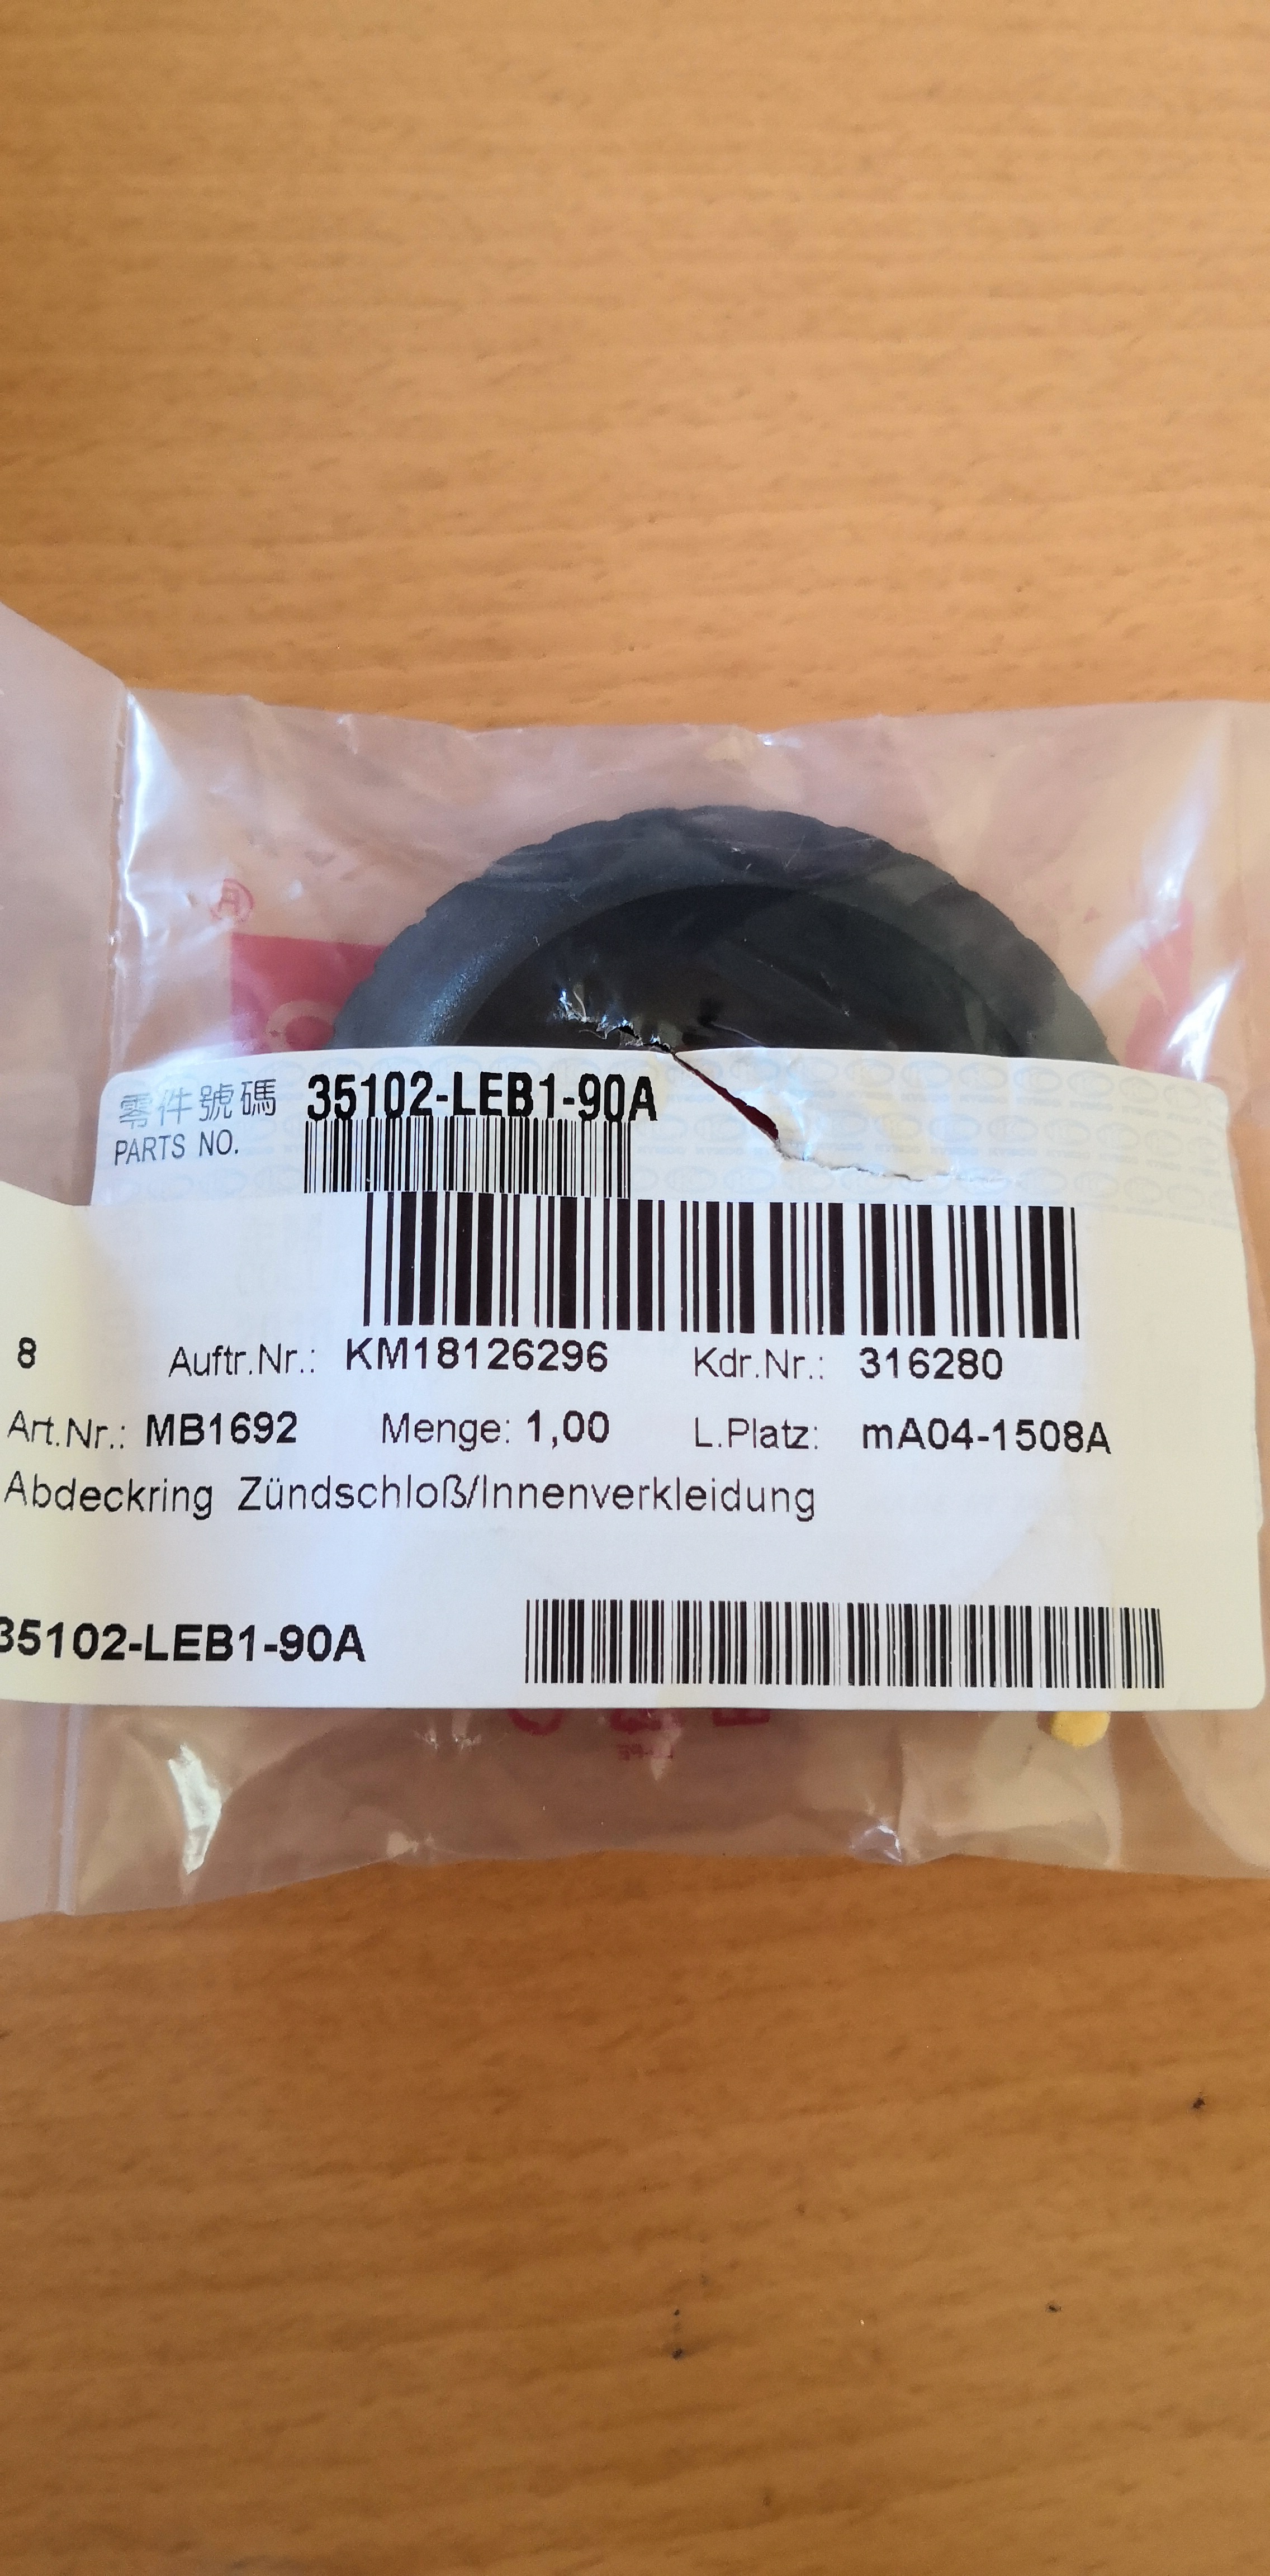 零件號碼 35102-LEB1-90A
PARTS NO.
8 Auftr.Nr.: KM18126296 Kdr.Nr.: 316280
Art.Nr.: MB1692 Menge: 1,00 L.Platz: mA04-1508A
Abdeckring Zündschloß/Innenverkleidung
35102-LEB1-90A